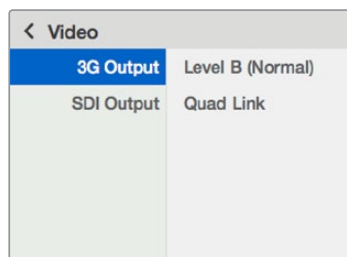 < Video
3G Output Level B (Normal)
SDI Output Quad Link